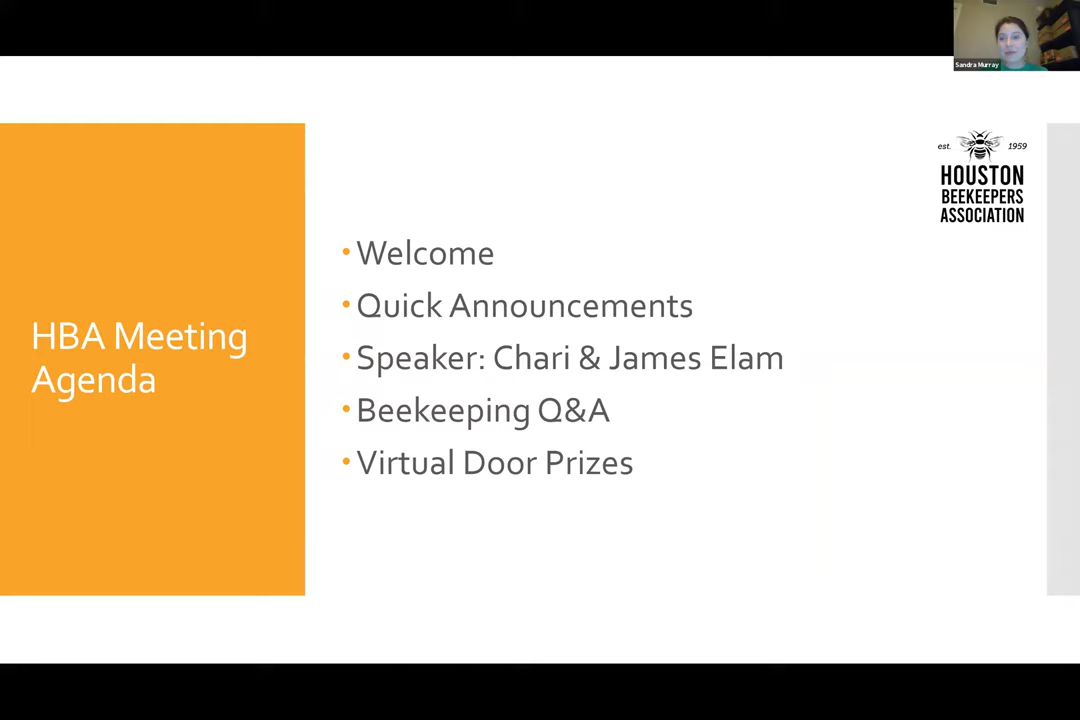 Sandra Murray
est. 1959
HOUSTON
BEEKEEPERS
ASSOCIATION
HBA Meeting
Agenda
• Welcome
• Quick Announcements
• Speaker: Chari & James Elam
• Beekeeping Q&A
• Virtual Door Prizes